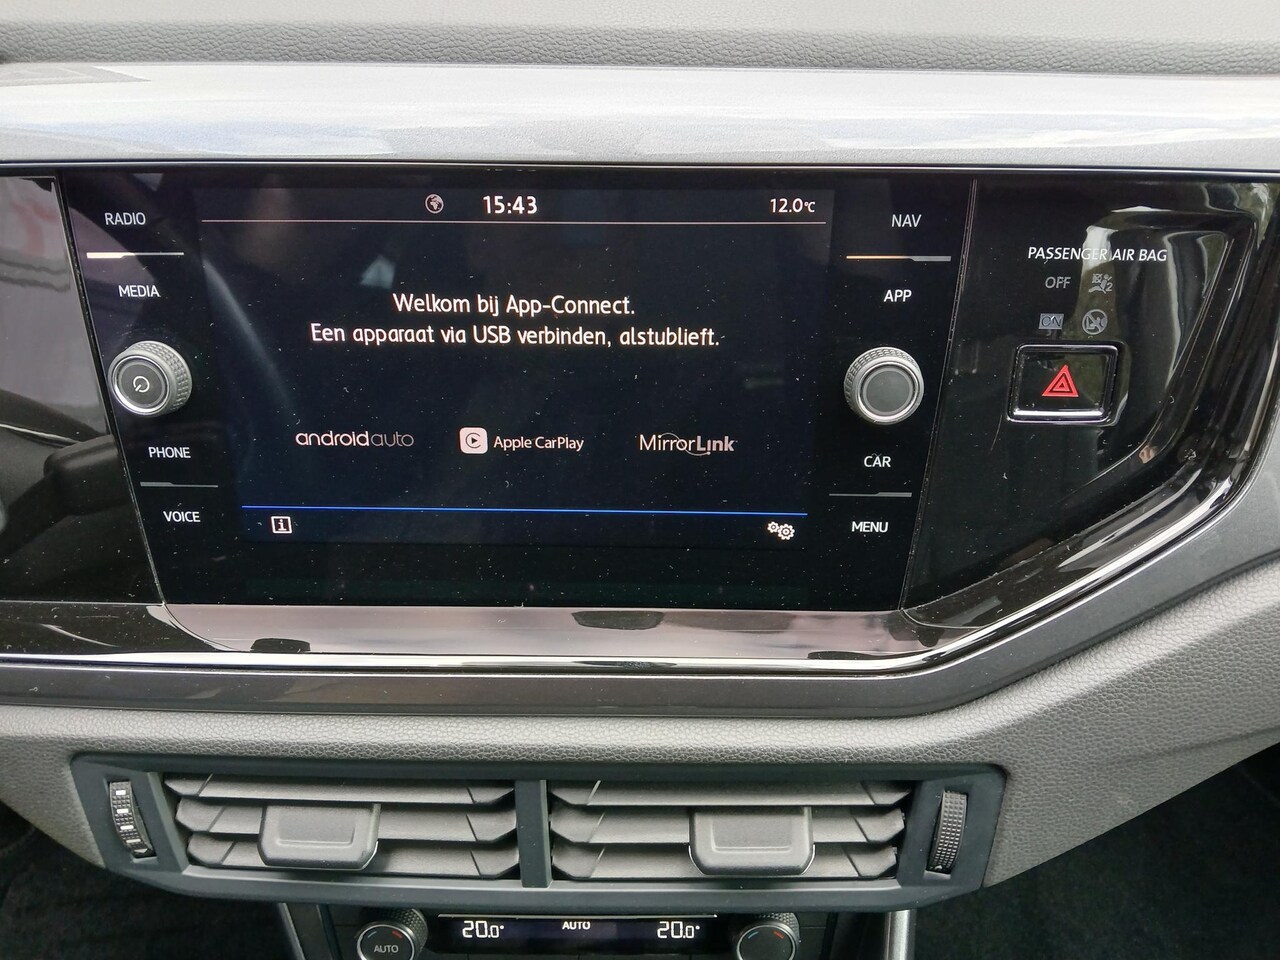 15:43
12.0°C
RADIO
MEDIA
PHONE
VOICE
Welkom bij App-Connect.
Een apparaat via USB verbinden, alstublieft.
androidauto
Apple CarPlay
MirrorLink
NAV
APP
CAR
MENU
PASSENGER AIR BAG
OFF
ON
20.0°
AUTO
20.0°
AUTO